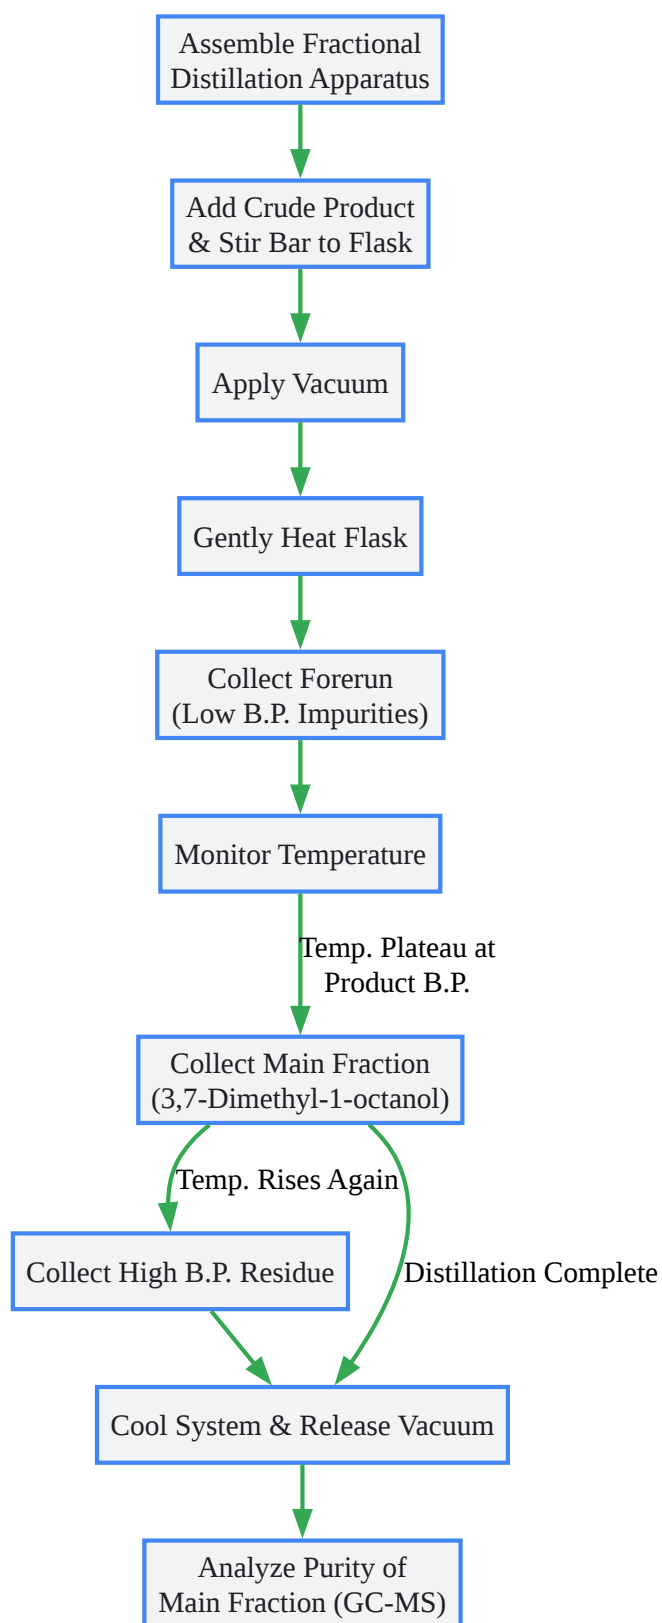 Assemble Fractional
Distillation Apparatus
Add Crude Product
& Stir Bar to Flask
Apply Vacuum
Gently Heat Flask
Collect Forerun
(Low B.P. Impurities)
Monitor Temperature
Temp. Plateau at
Product B.P.
Collect Main Fraction
(3,7-Dimethyl-1-octanol)
Temp. Rises Again
Collect High B.P. Residue
Distillation Complete
Cool System & Release Vacuum
Analyze Purity of
Main Fraction (GC-MS)